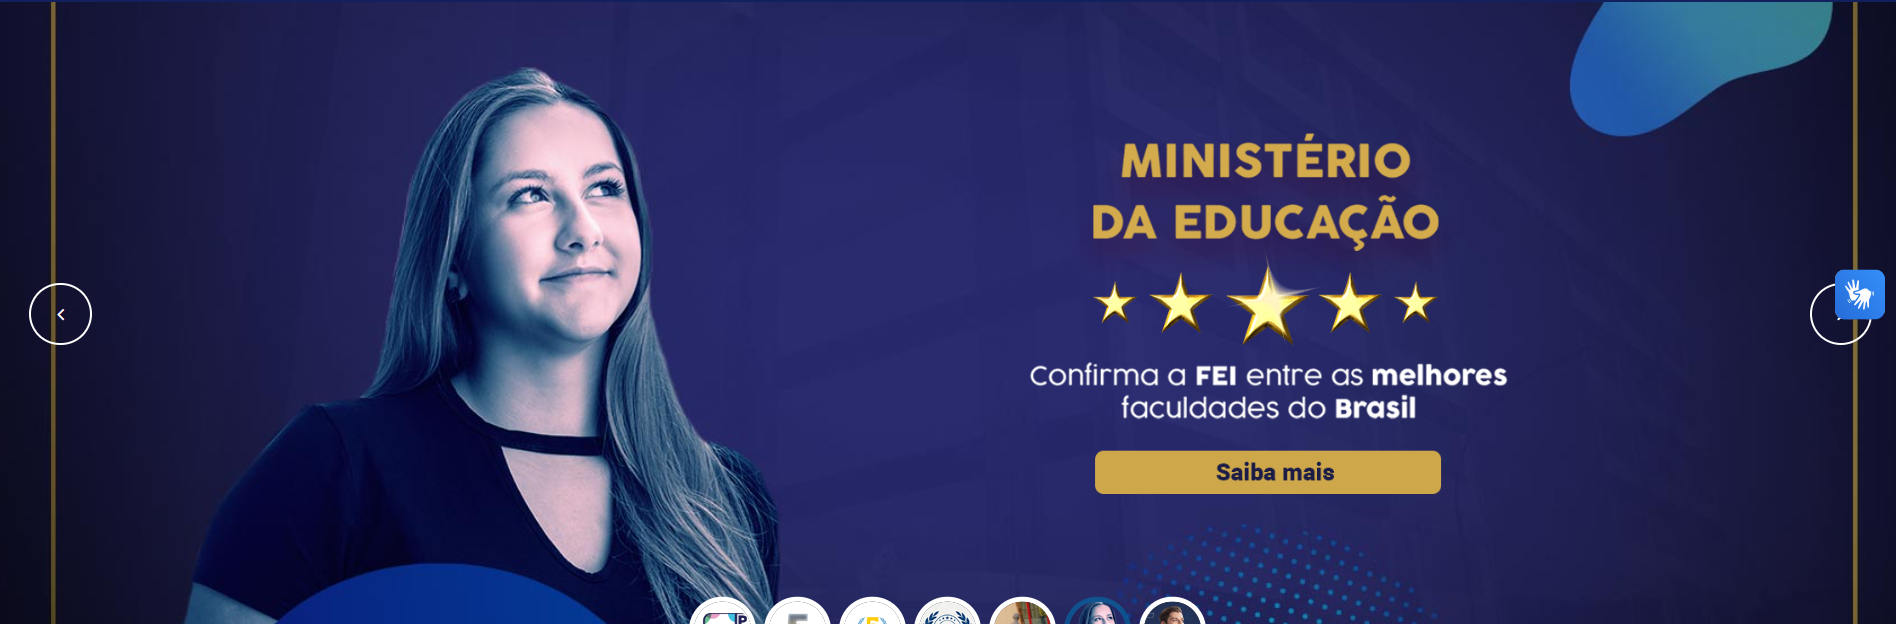 MINISTÉRIO
DA EDUCAÇÃO
Confirma a FEI entre as melhores
faculdades do Brasil
Saiba mais